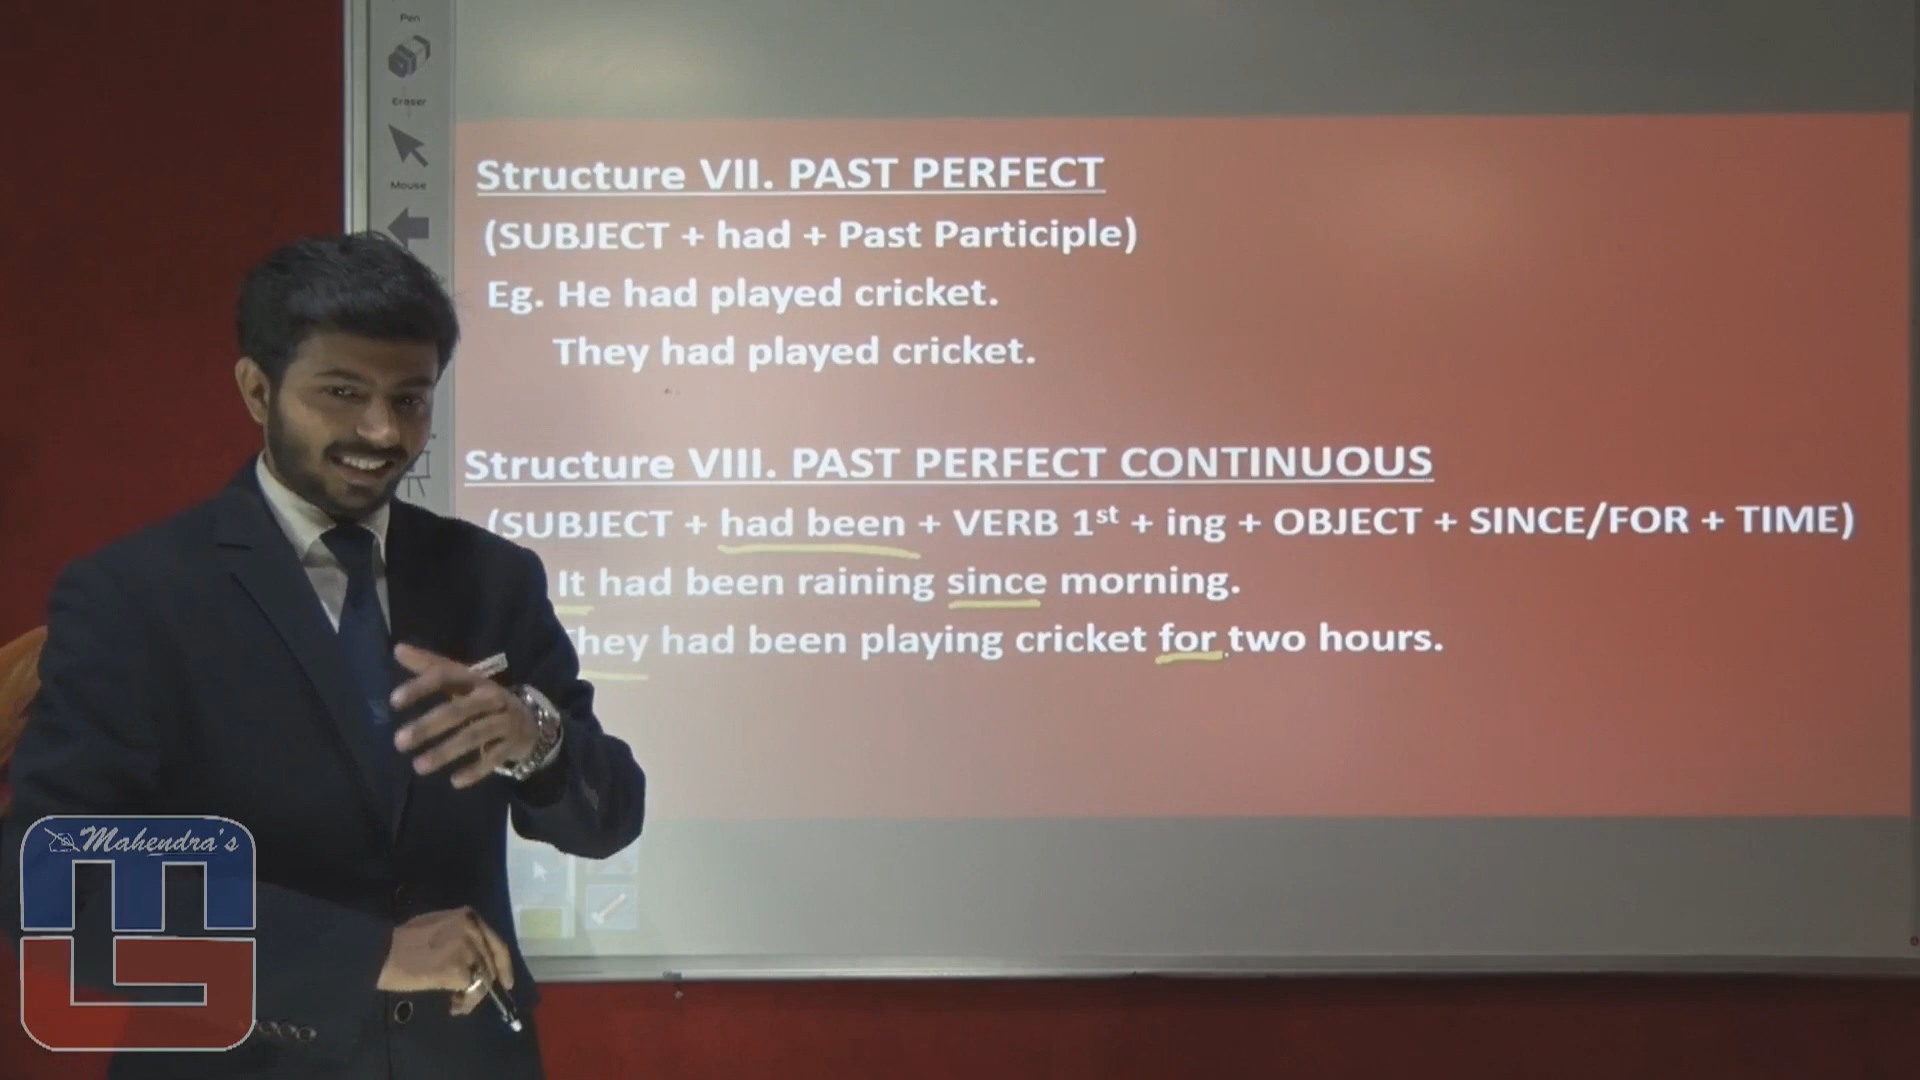 Pen
Eraser
Mouse
Structure VII. PAST PERFECT
(SUBJECT + had + Past Participle)
Eg. He had played cricket.
They had played cricket.
Structure VIII. PAST PERFECT CONTINUOUS
(SUBJECT + had been + VERB 1st + ing + OBJECT + SINCE/FOR + TIME)
It had been raining since morning.
They had been playing cricket for two hours.
Mahendra's